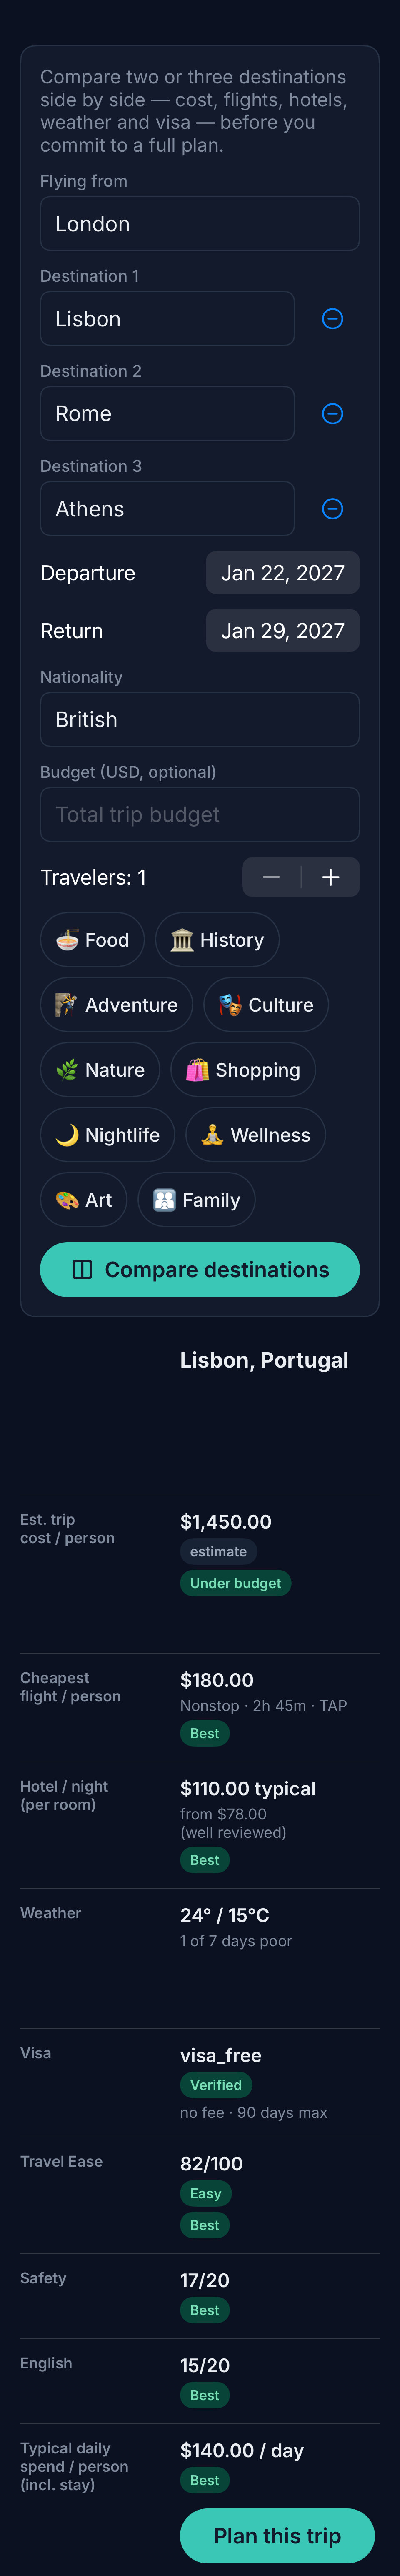 Compare two or three destinations
side by side — cost, flights, hotels,
weather and visa — before you
commit to a full plan.
Flying from
London
Destination 1
Lisbon
Destination 2
Rome
Destination 3
Athens
Departure
Jan 22, 2027
Return
Jan 29, 2027
Nationality
British
Budget (USD, optional)
Total trip budget
Travelers: 1
Food
History
Adventure
Culture
Nature
Shopping
Nightlife
Wellness
Art
Family
Compare destinations
Lisbon, Portugal
Est. trip
cost / person
$1,450.00
estimate
Under budget
Cheapest
flight / person
$180.00
Nonstop · 2h 45m · TAP
Best
Hotel / night
(per room)
$110.00 typical
from $78.00
(well reviewed)
Best
Weather
24° / 15°C
1 of 7 days poor
Visa
visa_free
Verified
no fee · 90 days max
Travel Ease
82/100
Easy
Best
Safety
17/20
Best
English
15/20
Best
Typical daily
spend / person
(incl. stay)
$140.00 / day
Best
Plan this trip